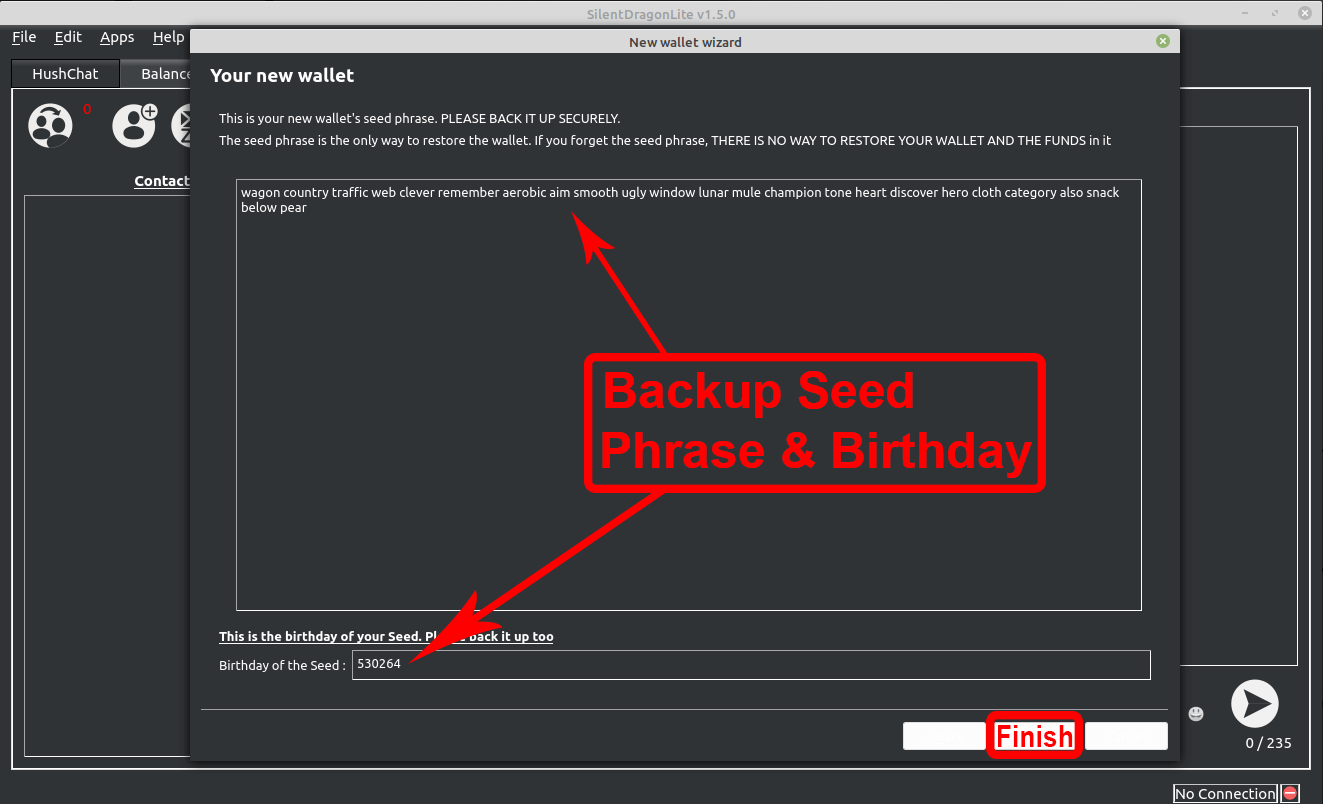 SilentDragonLite v1.5.0
File Edit Apps Help
New wallet wizard
HushChat Balance
Your new wallet
0
This is your new wallet's seed phrase. PLEASE BACK IT UP SECURELY.
The seed phrase is the only way to restore the wallet. If you forget the seed phrase, THERE IS NO WAY TO RESTORE YOUR WALLET AND THE FUNDS in it
Contact
wagon country traffic web clever remember aerobic aim smooth ugly window lunar mule champion tone heart discover hero cloth category also snack
below pear
Backup Seed
Phrase & Birthday
This is the birthday of your Seed. back it up too
Birthday of the Seed : 530264
Finish
0 / 235
No Connection